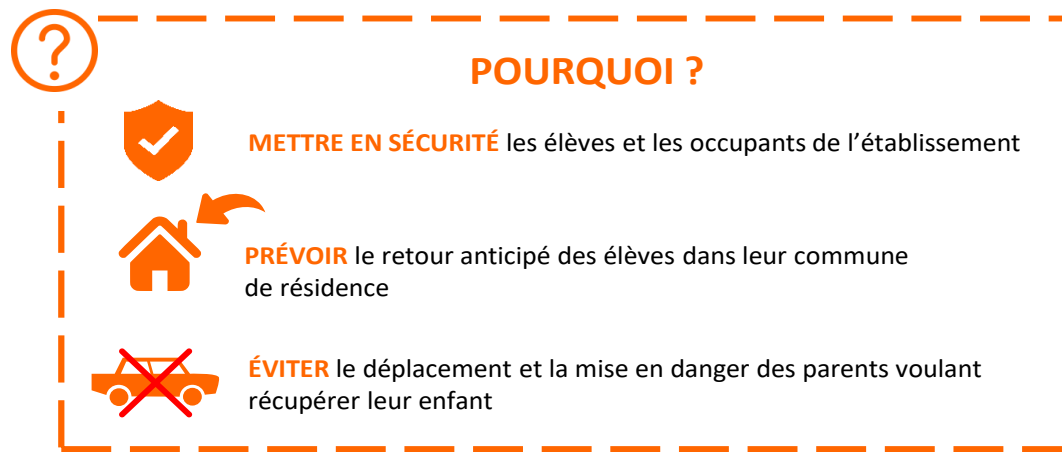 ?
POURQUOI ?
METTRE EN SÉCURITÉ les élèves et les occupants de l’établissement
PRÉVOIR le retour anticipé des élèves dans leur commune
de résidence
ÉVITER le déplacement et la mise en danger des parents voulant
récupérer leur enfant